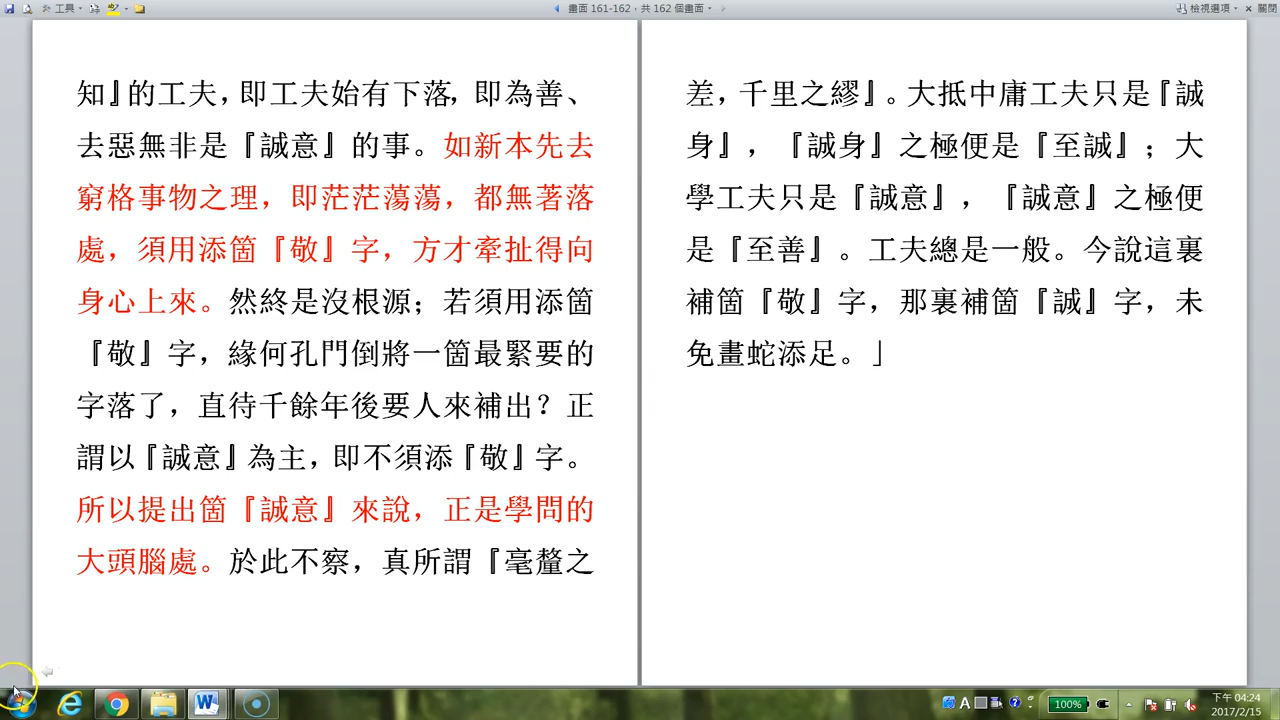 工具
畫面 161-162，共 162 個畫面
檢視選項
關閉
知』的工夫，即工夫始有下落，即為善、
去惡無非是『誠意』的事。如新本先去
窮格事物之理，即茫茫蕩蕩，都無著落
處，須用添箇『敬』字，方才牽扯得向
身心上來。然終是沒根源；若須用添箇
『敬』字，緣何孔門倒將一箇最緊要的
字落了，直待千餘年後要人來補出？正
謂以『誠意』為主，即不須添『敬』字。
所以提出箇『誠意』來說，正是學問的
大頭腦處。於此不察，真所謂『毫釐之
差，千里之繆』。大抵中庸工夫只是『誠
身』，『誠身』之極便是『至誠』；大
學工夫只是『誠意』，『誠意』之極便
是『至善』。工夫總是一般。今說這裏
補箇『敬』字，那裏補箇『誠』字，未
免畫蛇添足。」
A
100%
下午 04:24
2017/2/15